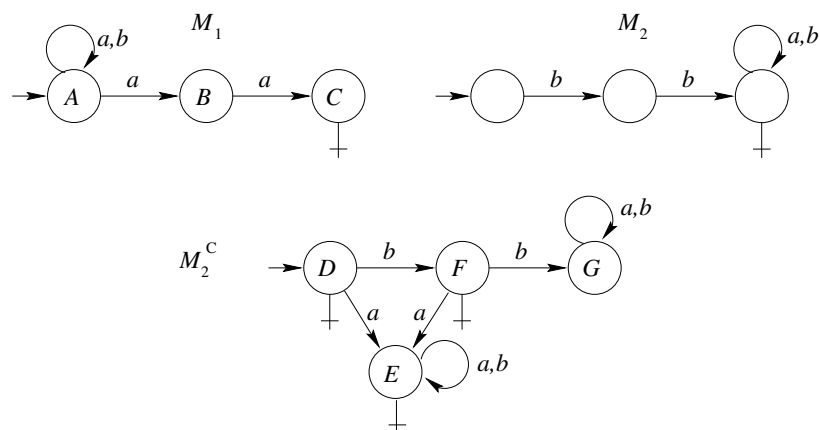 M₁
a,b
A a B a C
M₂
b b a,b
M₂ᶜ
D b F b G a,b
a a
E a,b